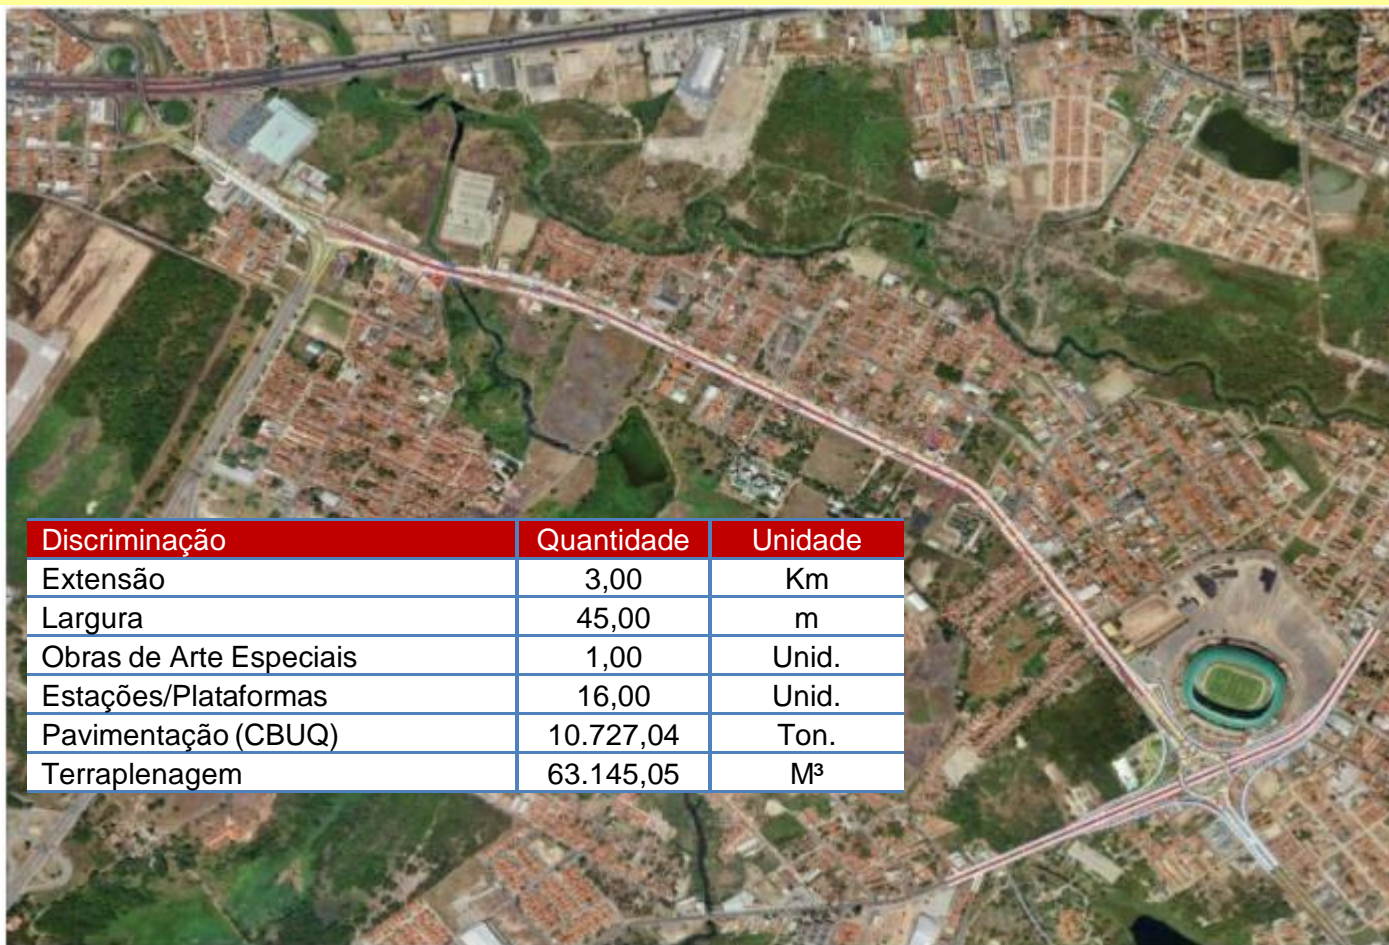 Discriminação Quantidade Unidade
Extensão 3,00 Km
Largura 45,00 m
Obras de Arte Especiais 1,00 Unid.
Estações/Plataformas 16,00 Unid.
Pavimentação (CBUQ) 10.727,04 Ton.
Terraplenagem 63.145,05 M³